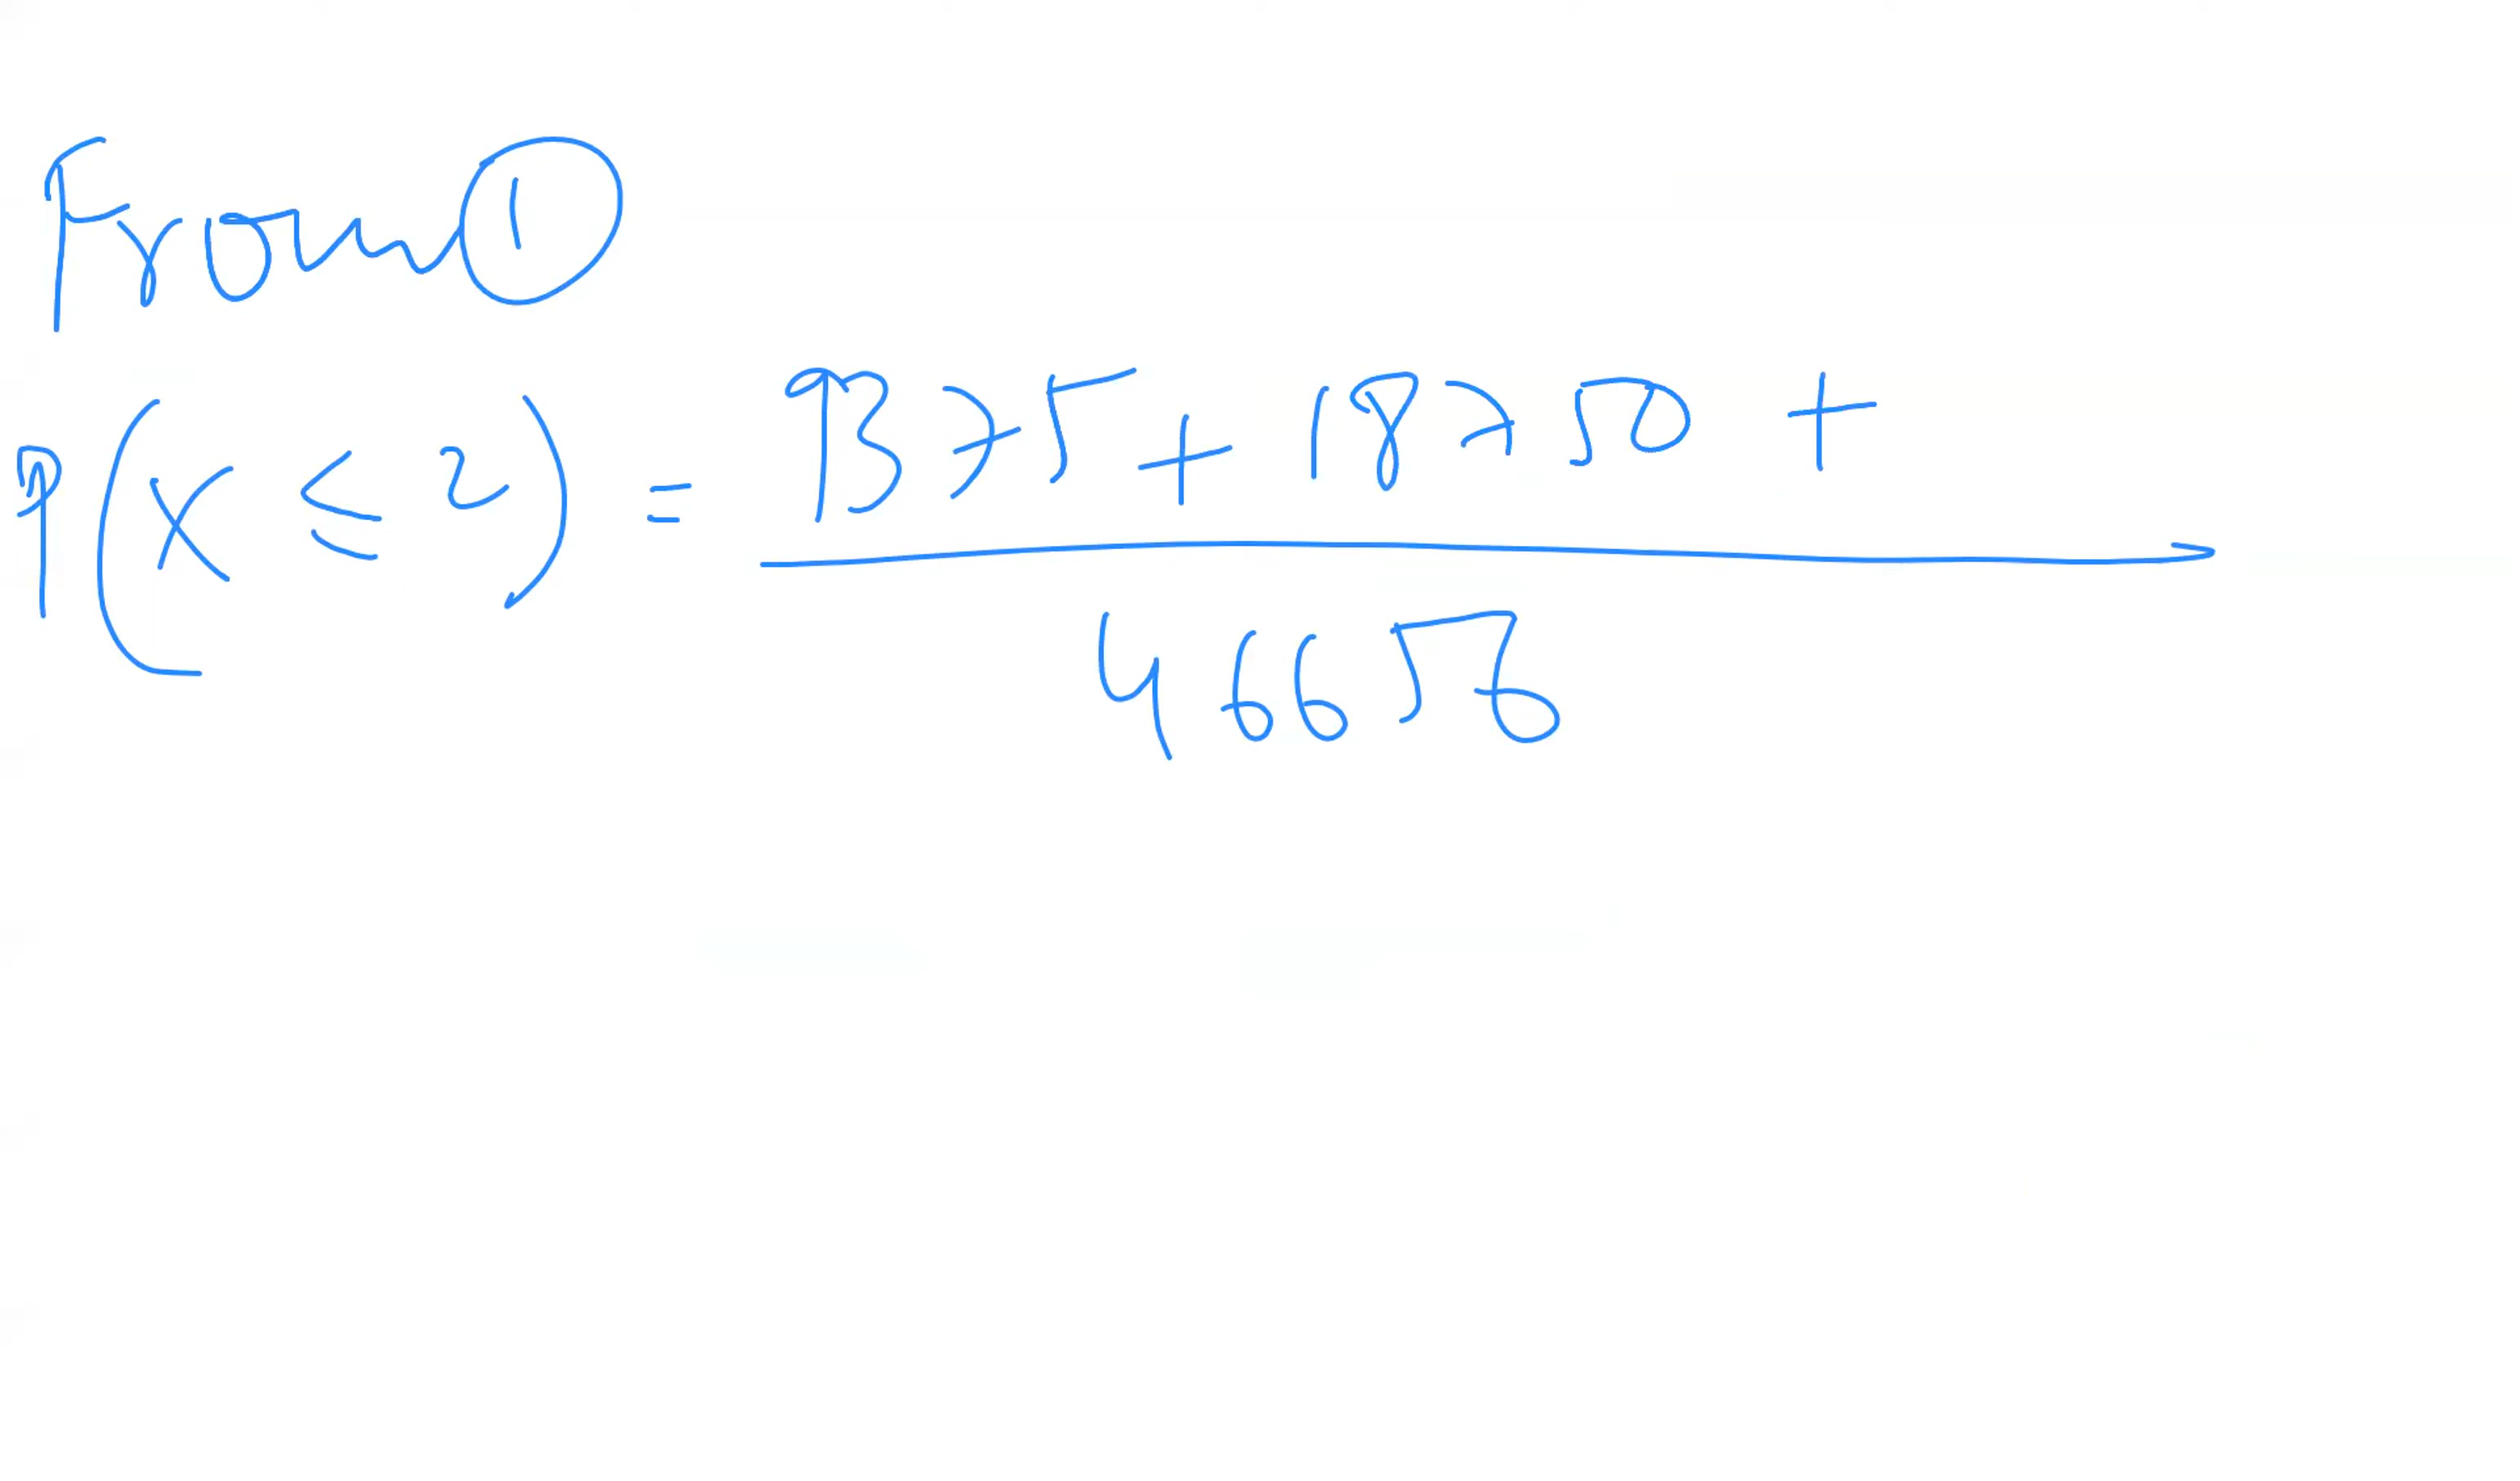 From ①
P(X ≤ 2) = 9375 + 18750 +
46656